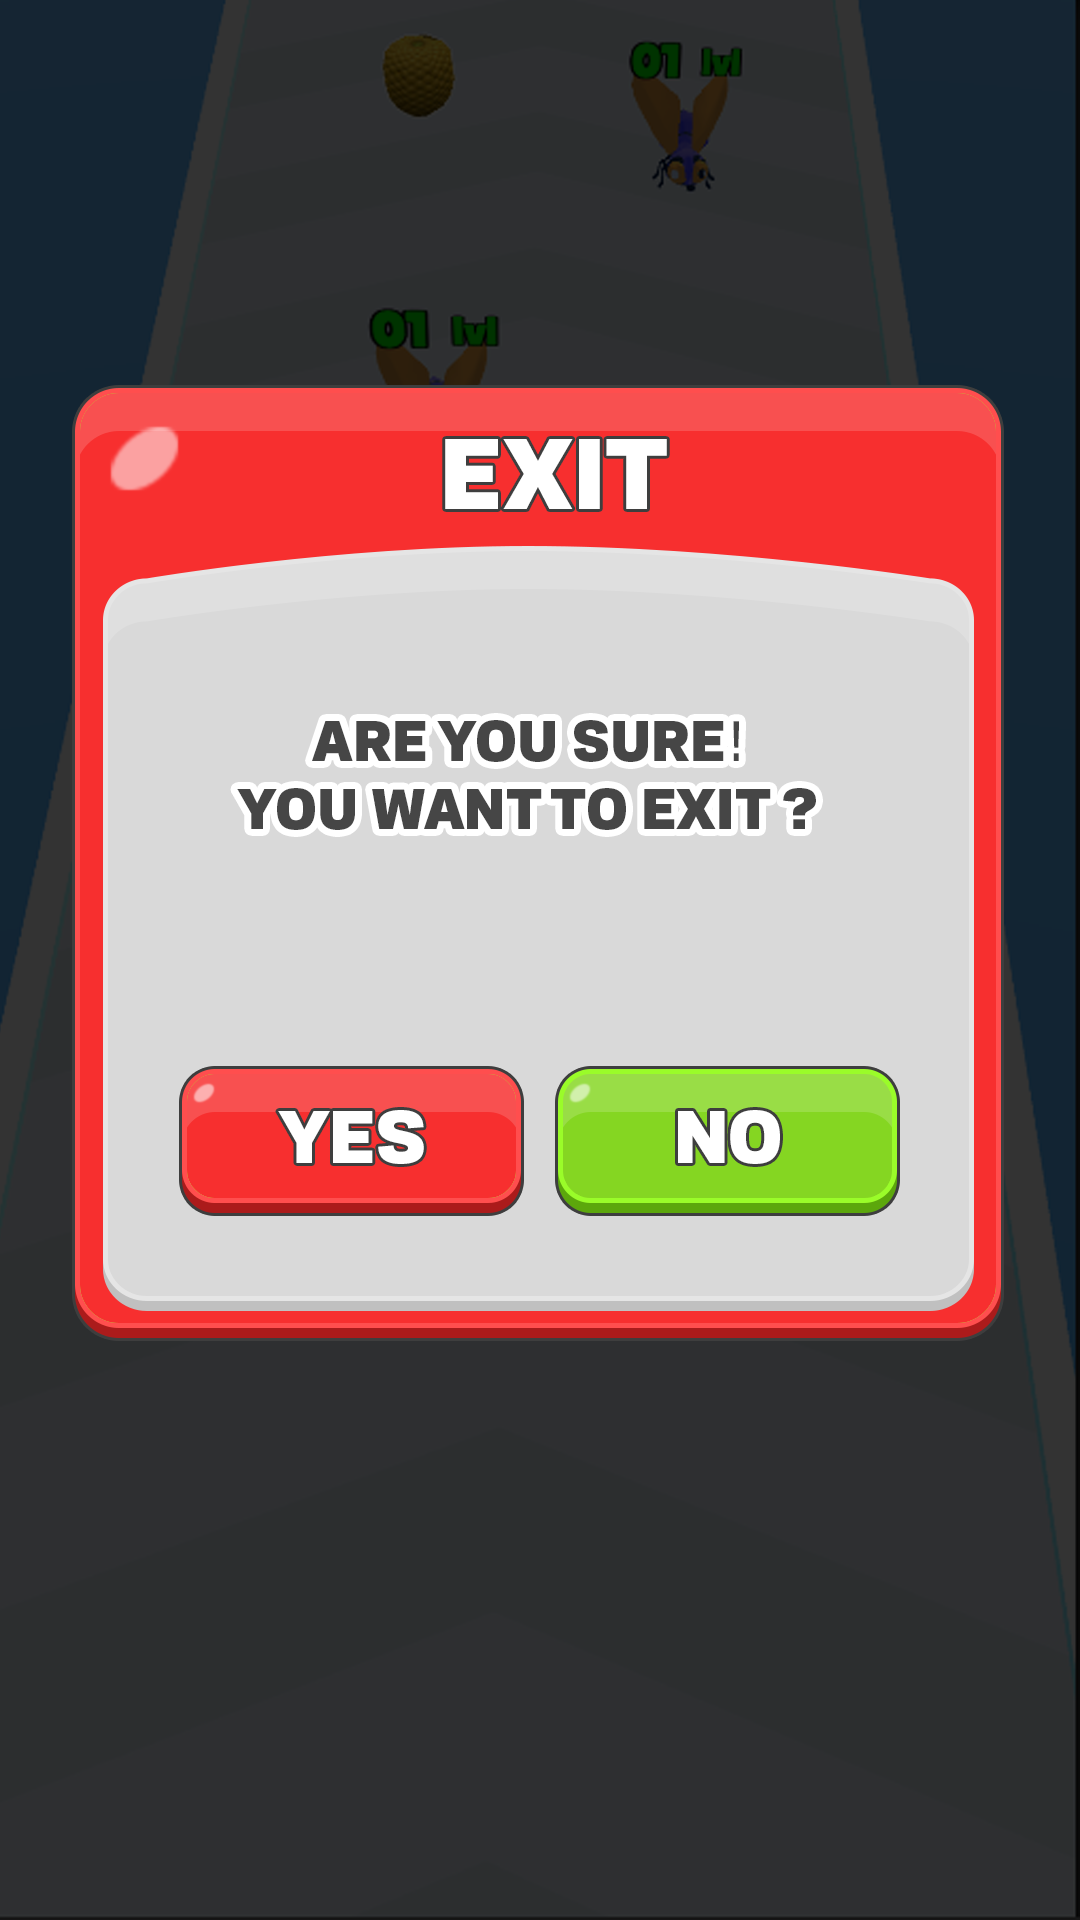 01 lvl
01 lvl
EXIT
ARE YOU SURE!
YOU WANT TO EXIT ?
YES
NO